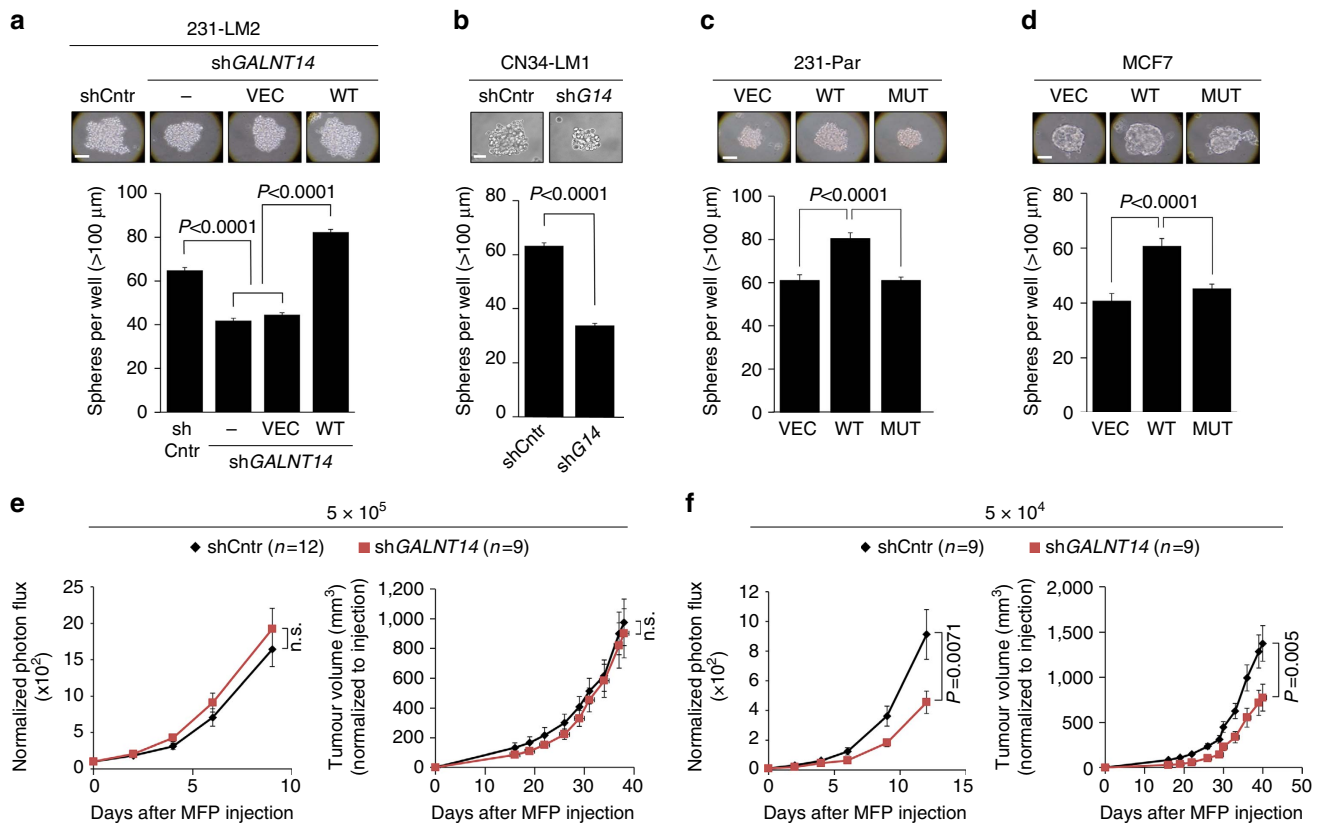 a
231-LM2
shGALNT14
shCntr – VEC WT
Spheres per well (>100 µm)
100
80
60
40
20
0
P<0.0001
P<0.0001
sh
Cntr
– VEC WT
shGALNT14
b
CN34-LM1
shCntr shG14
Spheres per well (>100 µm)
80
60
40
20
0
P<0.0001
shCntr
shG14
c
231-Par
VEC WT MUT
Spheres per well (>100 µm)
100
80
60
40
20
0
P<0.0001
VEC WT MUT
d
MCF7
VEC WT MUT
Spheres per well (>100 µm)
80
60
40
20
0
P<0.0001
VEC WT MUT
e
5 × 10⁵
shCntr (n=12) shGALNT14 (n=9)
Normalized photon flux
(x10²)
25
20
15
10
5
0
n.s.
0 5 10
Days after MFP injection
Tumour volume (mm³)
(normalized to injection)
1,200
1,000
800
600
400
200
0
n.s.
0 10 20 30 40
Days after MFP injection
f
5 × 10⁴
shCntr (n=9) shGALNT14 (n=9)
Normalized photon flux
(×10²)
12
10
8
6
4
2
0
P=0.0071
0 5 10 15
Days after MFP injection
Tumour volume (mm³)
(normalized to injection)
2,000
1,500
1,000
500
0
P=0.005
0 10 20 30 40 50
Days after MFP injection